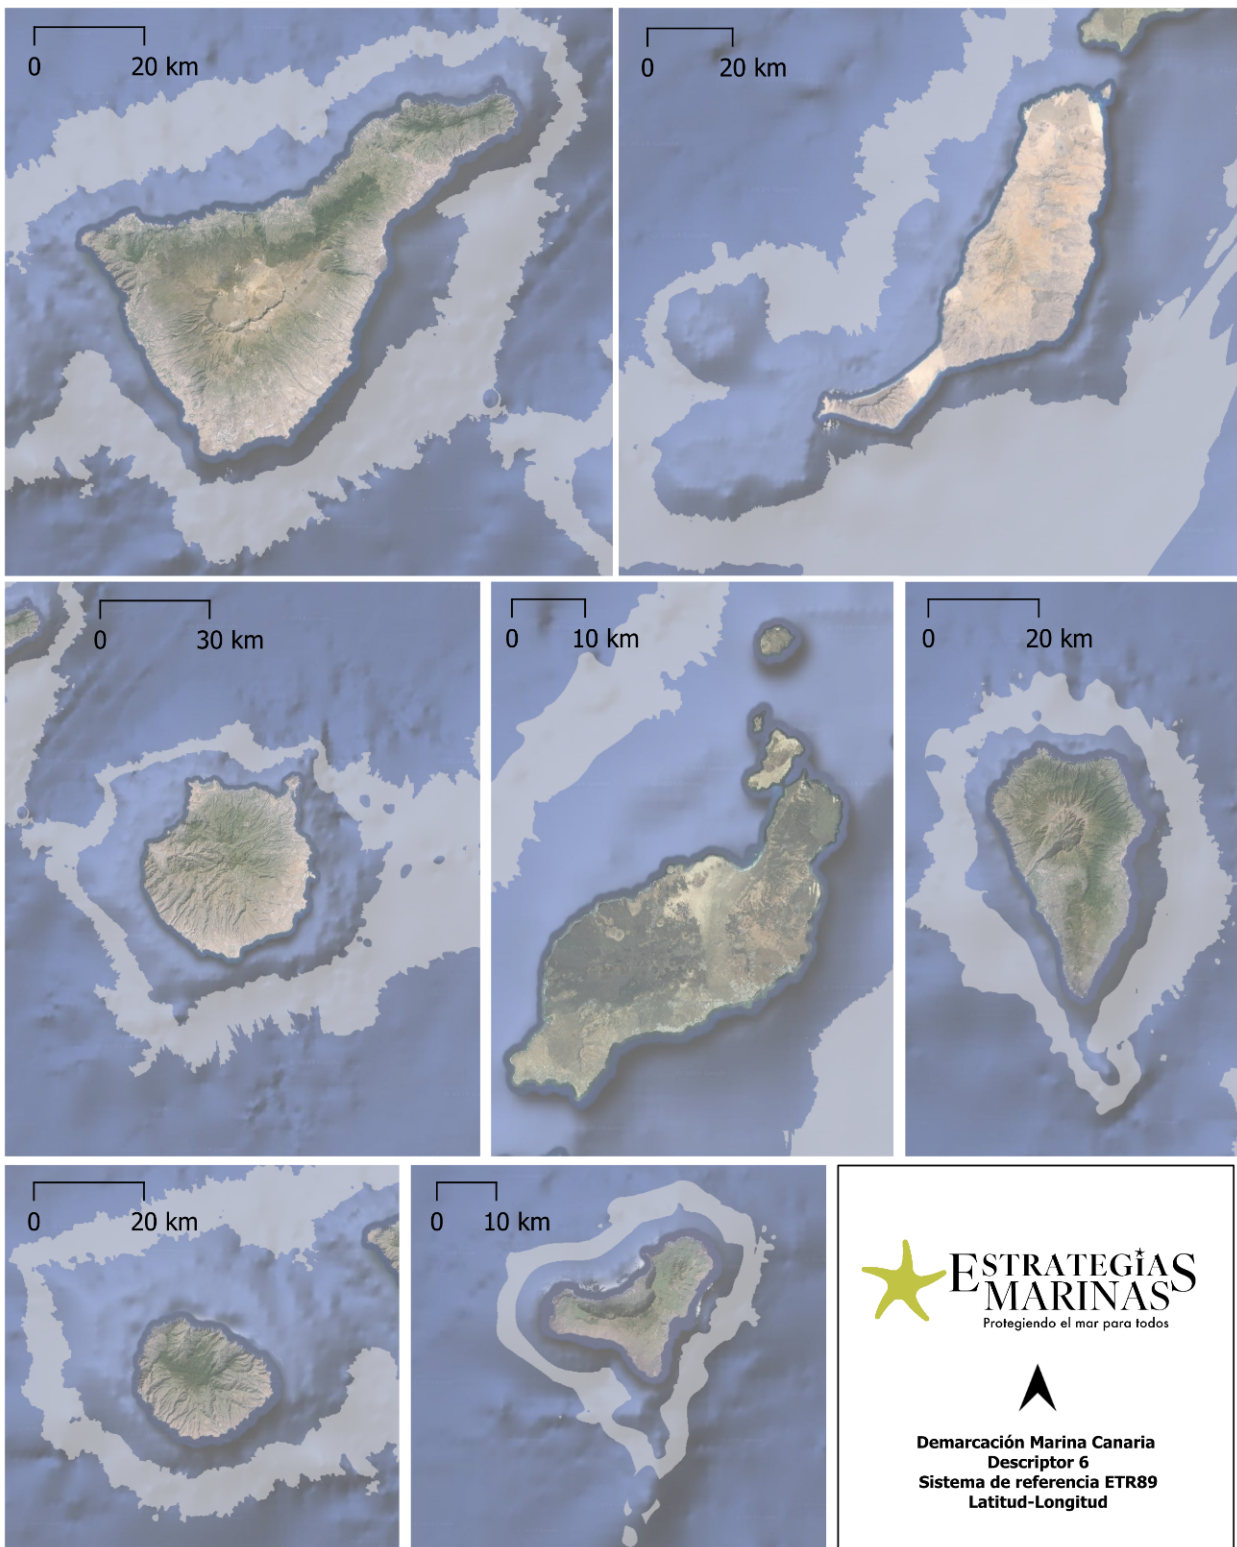 0 20 km
0 20 km
0 30 km
0 10 km
0 20 km
0 20 km
0 10 km
ESTRATEGIAS
MARINAS
Protegiendo el mar para todos
Demarcación Marina Canaria
Descriptor 6
Sistema de referencia ETR89
Latitud-Longitud